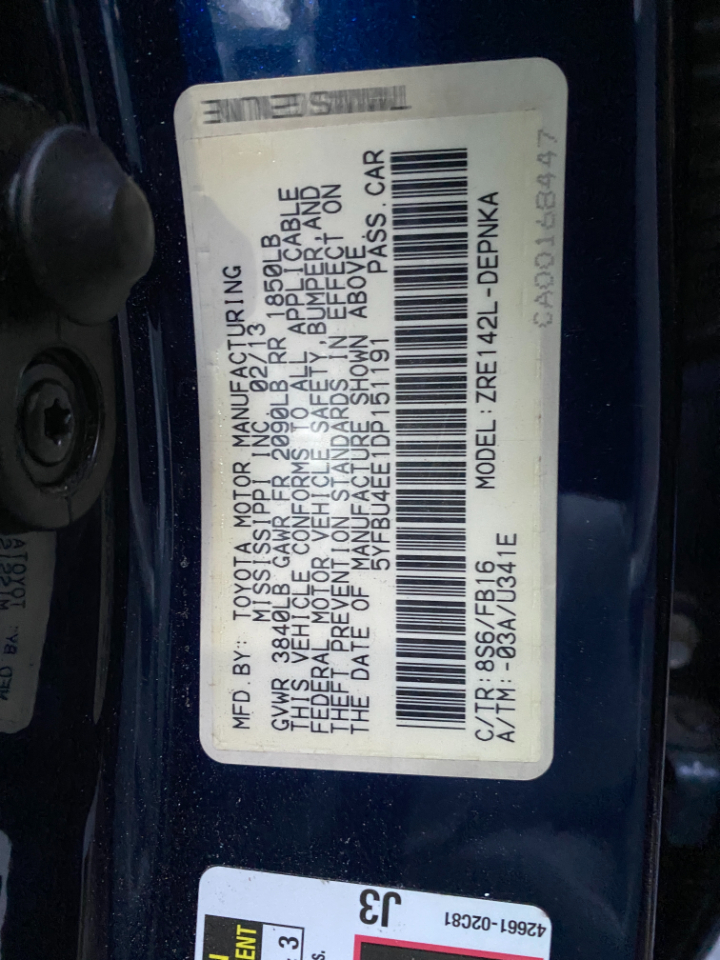 MFD. BY: TOYOTA MOTOR MANUFACTURING
MISSISSIPPI INC. 02/13
GVWR 3840LB GAWR FR 2090LB RR 1850LB
THIS VEHICLE CONFORMS TO ALL APPLICABLE
FEDERAL MOTOR VEHICLE SAFETY, BUMPER, AND
THEFT PREVENTION STANDARDS IN EFFECT ON
THE DATE OF MANUFACTURE SHOWN ABOVE.
5YFBU4EE1DP151191 PASS. CAR
C/TR: 8S6/FB16 MODEL: ZRE142L-DEPNKA
A/TM: -03A/U341E
CA00168447
GENUINE
J3
42661-02C81
3